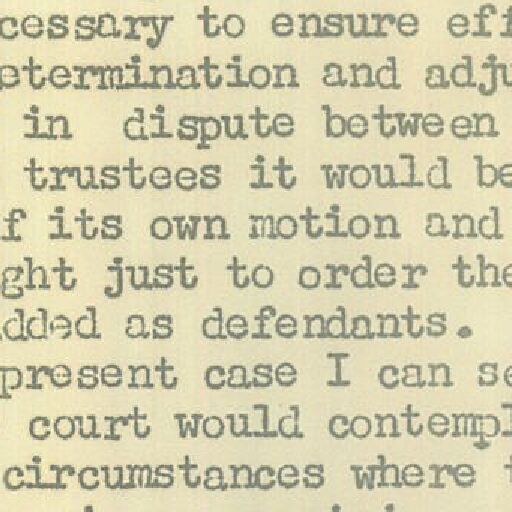 cessary to ensure eff
etermination and adju
in dispute between
trustees it would be
f its own motion and
ght just to order the
dded as defendants.
present case I can se
court would contempl
circumstances where t